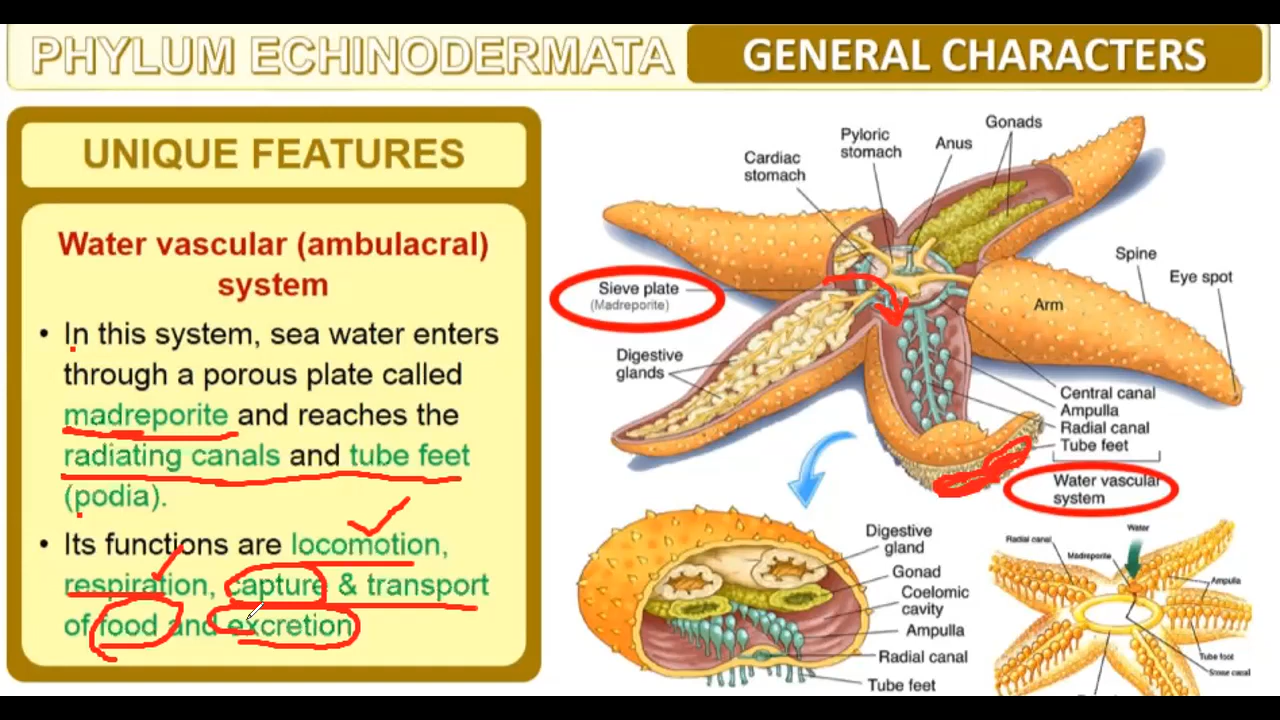 PHYLUM ECHINODERMATA
GENERAL CHARACTERS
UNIQUE FEATURES
Water vascular (ambulacral)
system
• In this system, sea water enters
through a porous plate called
madreporite and reaches the
radiating canals and tube feet
(podia).
• Its functions are locomotion,
respiration, capture & transport
of food and excretion
Gonads
Pyloric
stomach
Anus
Cardiac
stomach
Spine
Eye spot
Sieve plate
(Madreporite)
Arm
Digestive
glands
Central canal
Ampulla
Radial canal
Tube feet
Water vascular
system
Digestive
gland
Gonad
Coelomic
cavity
Ampulla
Radial canal
Tube feet
Water
Radial canal
Madreporite
Ampulla
Tube foot
Stone canal